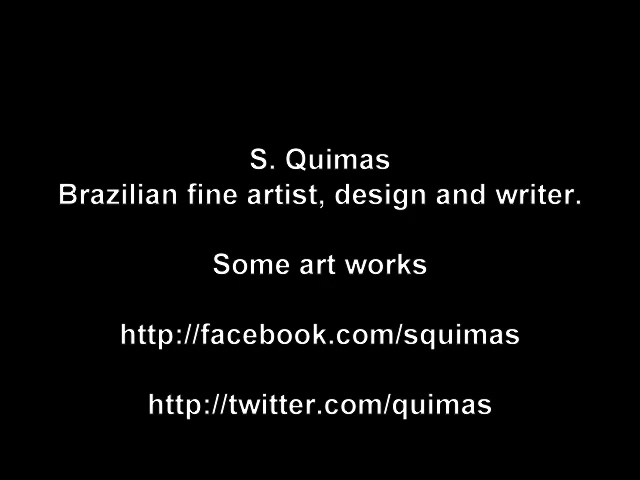 S. Quimas
Brazilian fine artist, design and writer.
Some art works
http://facebook.com/squimas
http://twitter.com/quimas